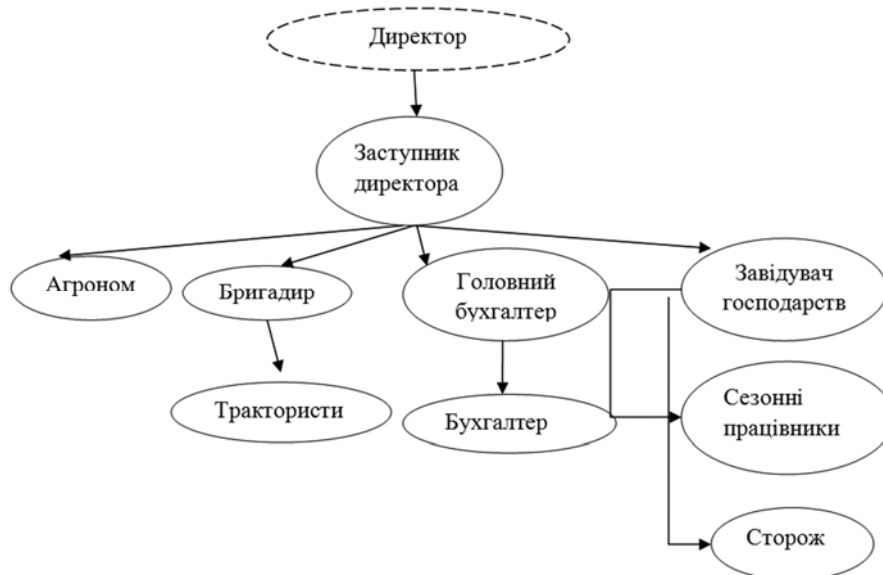 Директор
Заступник
директора
Агроном
Бригадир
Головний
бухгалтер
Завідувач
господарств
Трактористи
Бухгалтер
Сезонні
працівники
Сторож